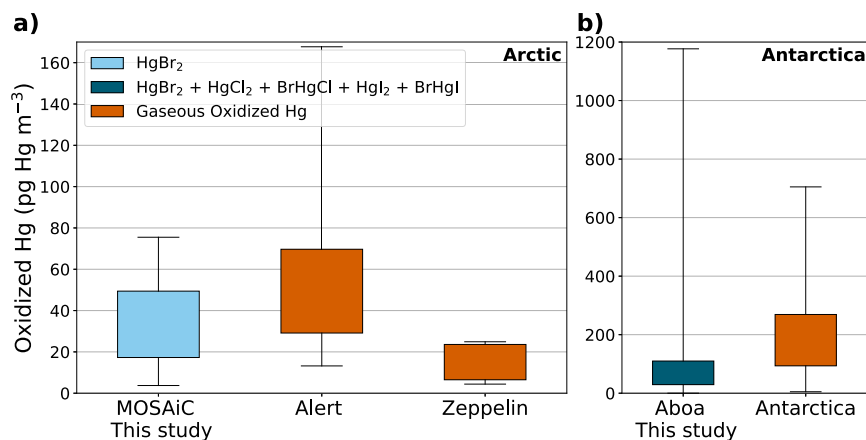 a)
Arctic
HgBr₂
HgBr₂ + HgCl₂ + BrHgCl + HgI₂ + BrHgI
Gaseous Oxidized Hg
Oxidized Hg (pg Hg m⁻³)
160
140
120
100
80
60
40
20
0
MOSAiC
This study
Alert
Zeppelin
b)
Antarctica
1200
1000
800
600
400
200
0
Aboa
This study
Antarctica